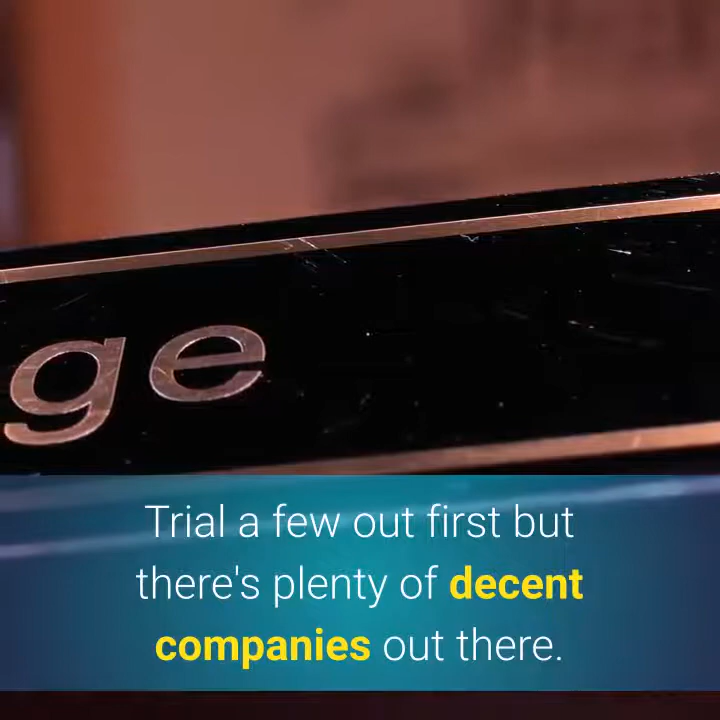 ge
Trial a few out first but
there's plenty of decent
companies out there.